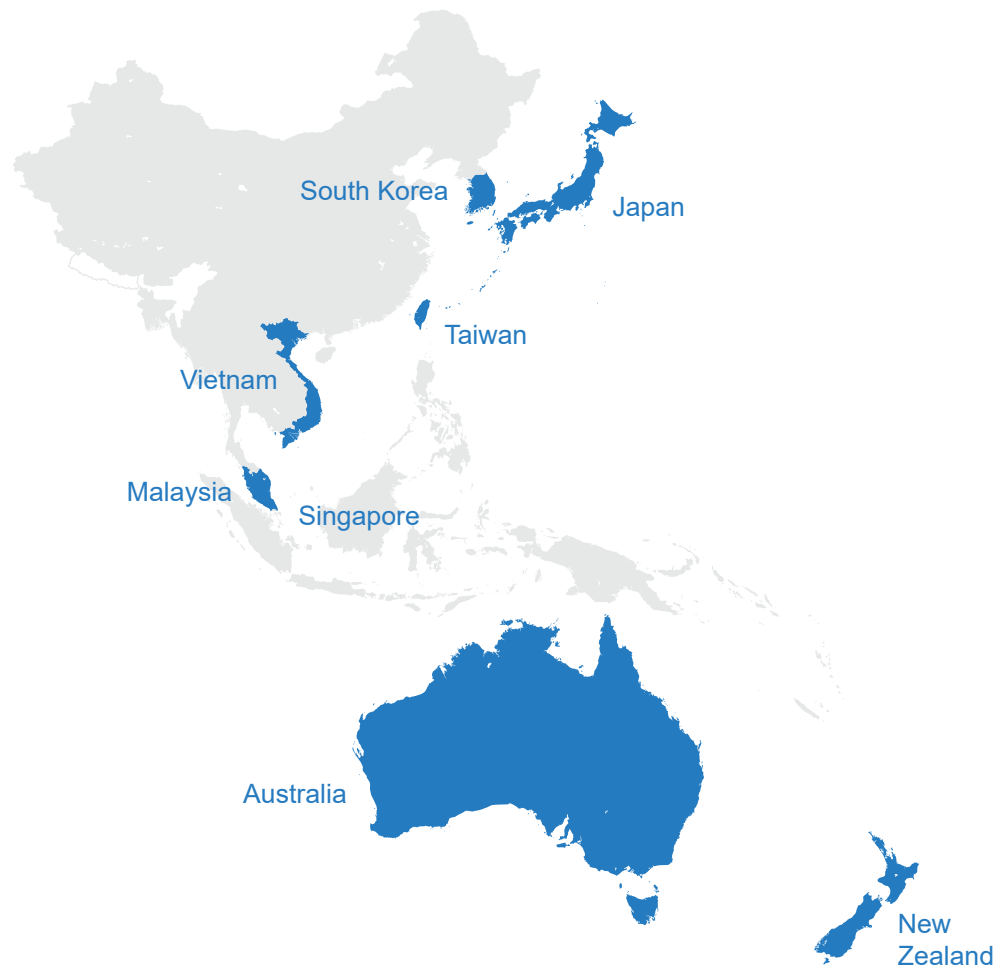 South Korea
Japan
Taiwan
Vietnam
Malaysia
Singapore
Australia
New
Zealand